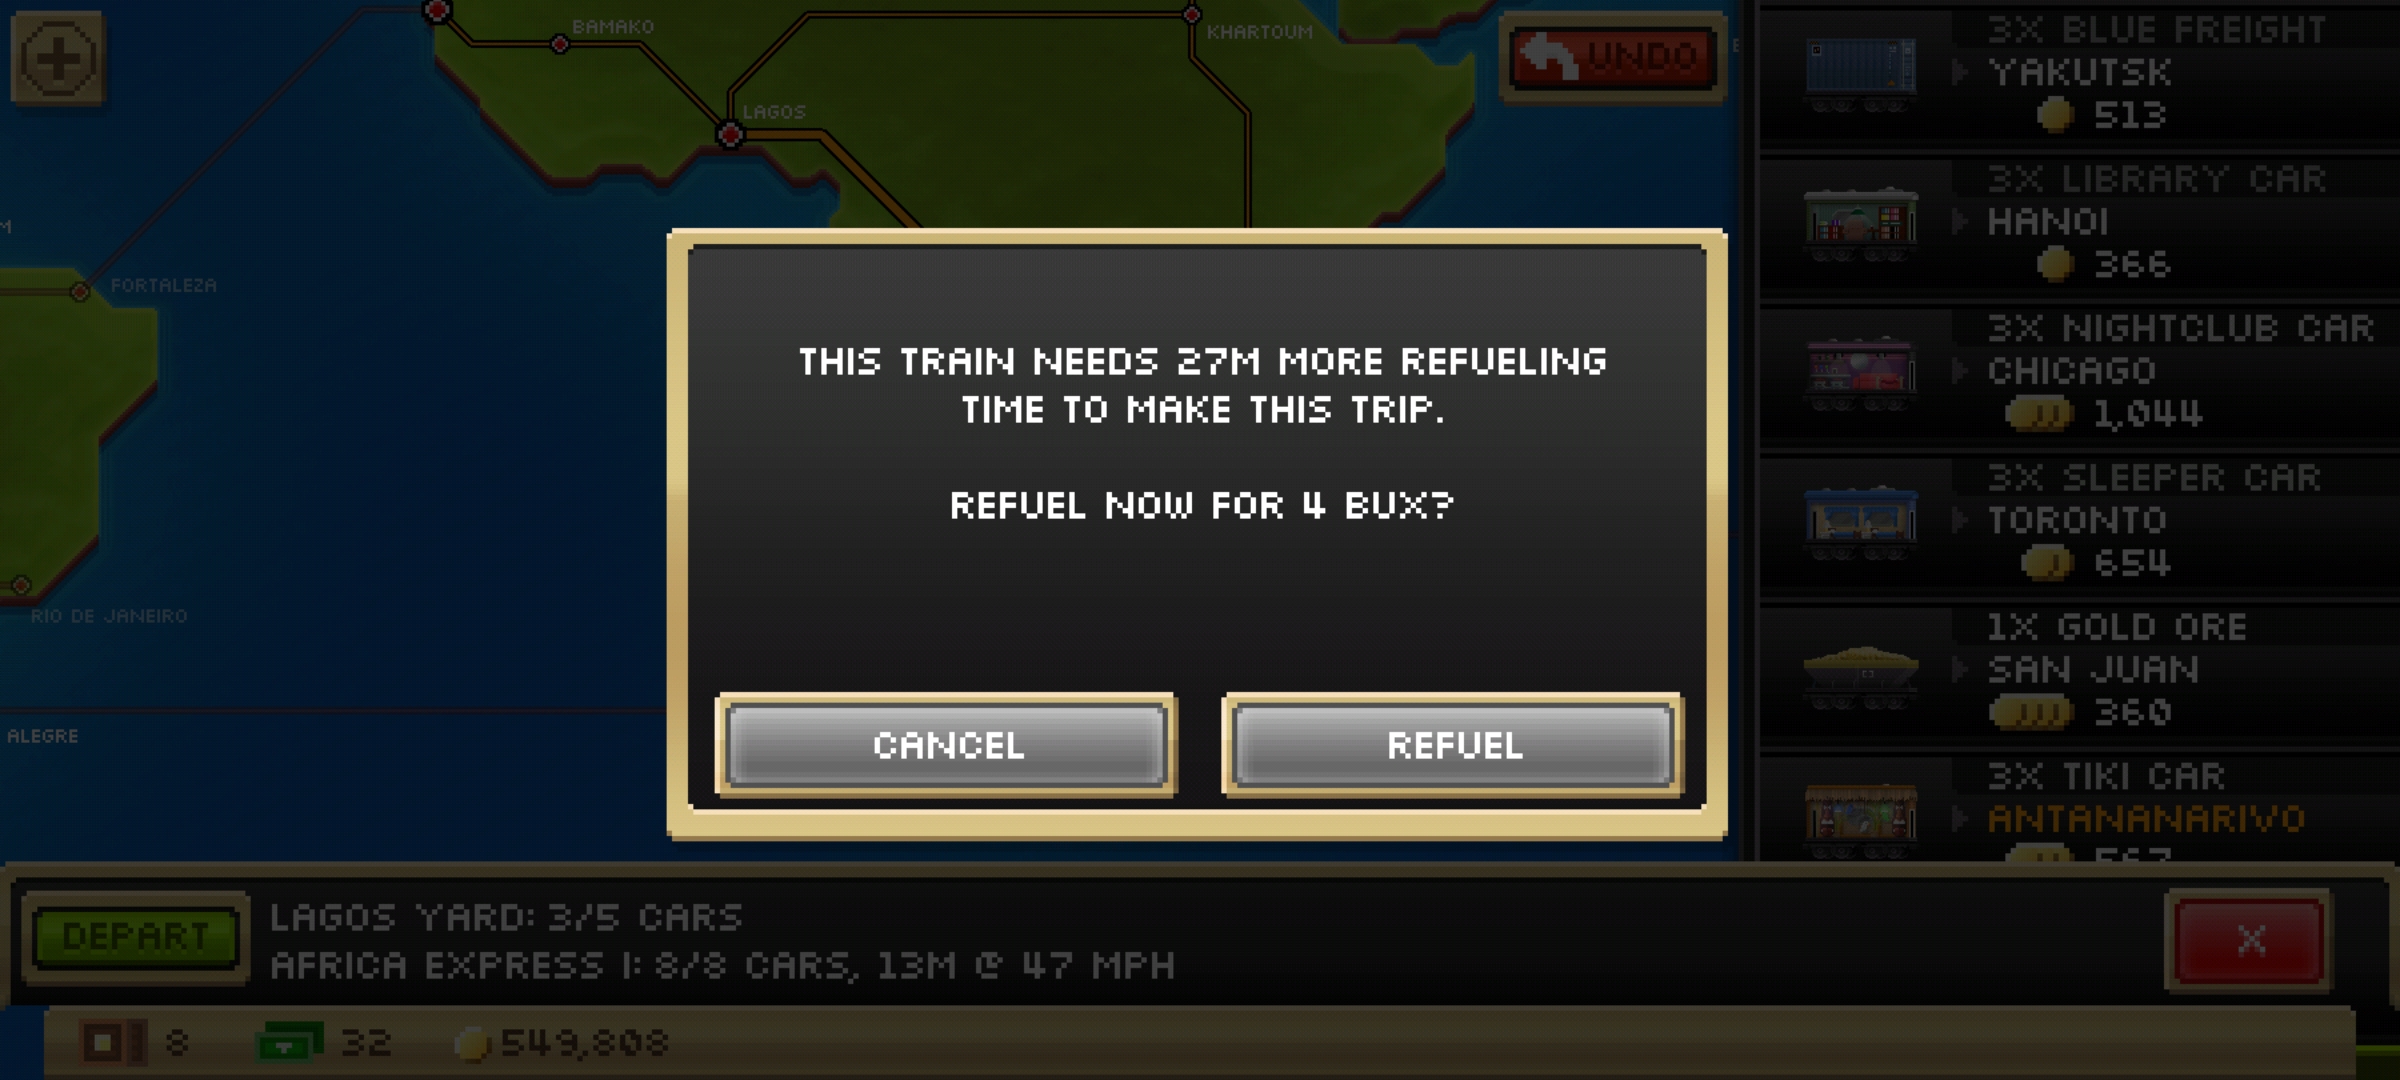 BAMAKO
KHARTOUM
UNDO
LAGOS
FORTALEZA
RIO DE JANEIRO
ALEGRE
THIS TRAIN NEEDS 27M MORE REFUELING
TIME TO MAKE THIS TRIP.
REFUEL NOW FOR 4 BUX?
CANCEL
REFUEL
3X BLUE FREIGHT
YAKUTSK
513
3X LIBRARY CAR
HANOI
366
3X NIGHTCLUB CAR
CHICAGO
1,044
3X SLEEPER CAR
TORONTO
654
1X GOLD ORE
SAN JUAN
360
3X TIKI CAR
ANTANANARIVO
567
DEPART
LAGOS YARD: 3/5 CARS
AFRICA EXPRESS I: 8/8 CARS, 13M @ 47 MPH
X
8
32
549,808